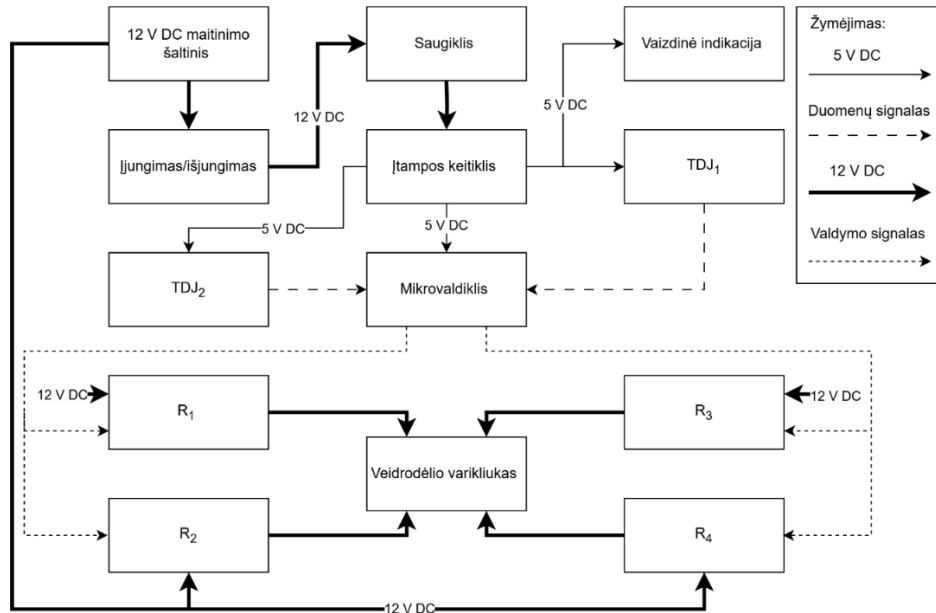 12 V DC maitinimo
šaltinis
Saugiklis
Vaizdinė indikacija
Žymėjimas:
5 V DC
Duomenų signalas
12 V DC
Valdymo signalas
12 V DC
5 V DC
Įjungimas/išjungimas
Įtampos keitiklis
TDJ₁
5 V DC
5 V DC
TDJ₂
Mikrovaldiklis
12 V DC
R₁
R₃
12 V DC
Veidrodėlio varikliukas
R₂
R₄
12 V DC